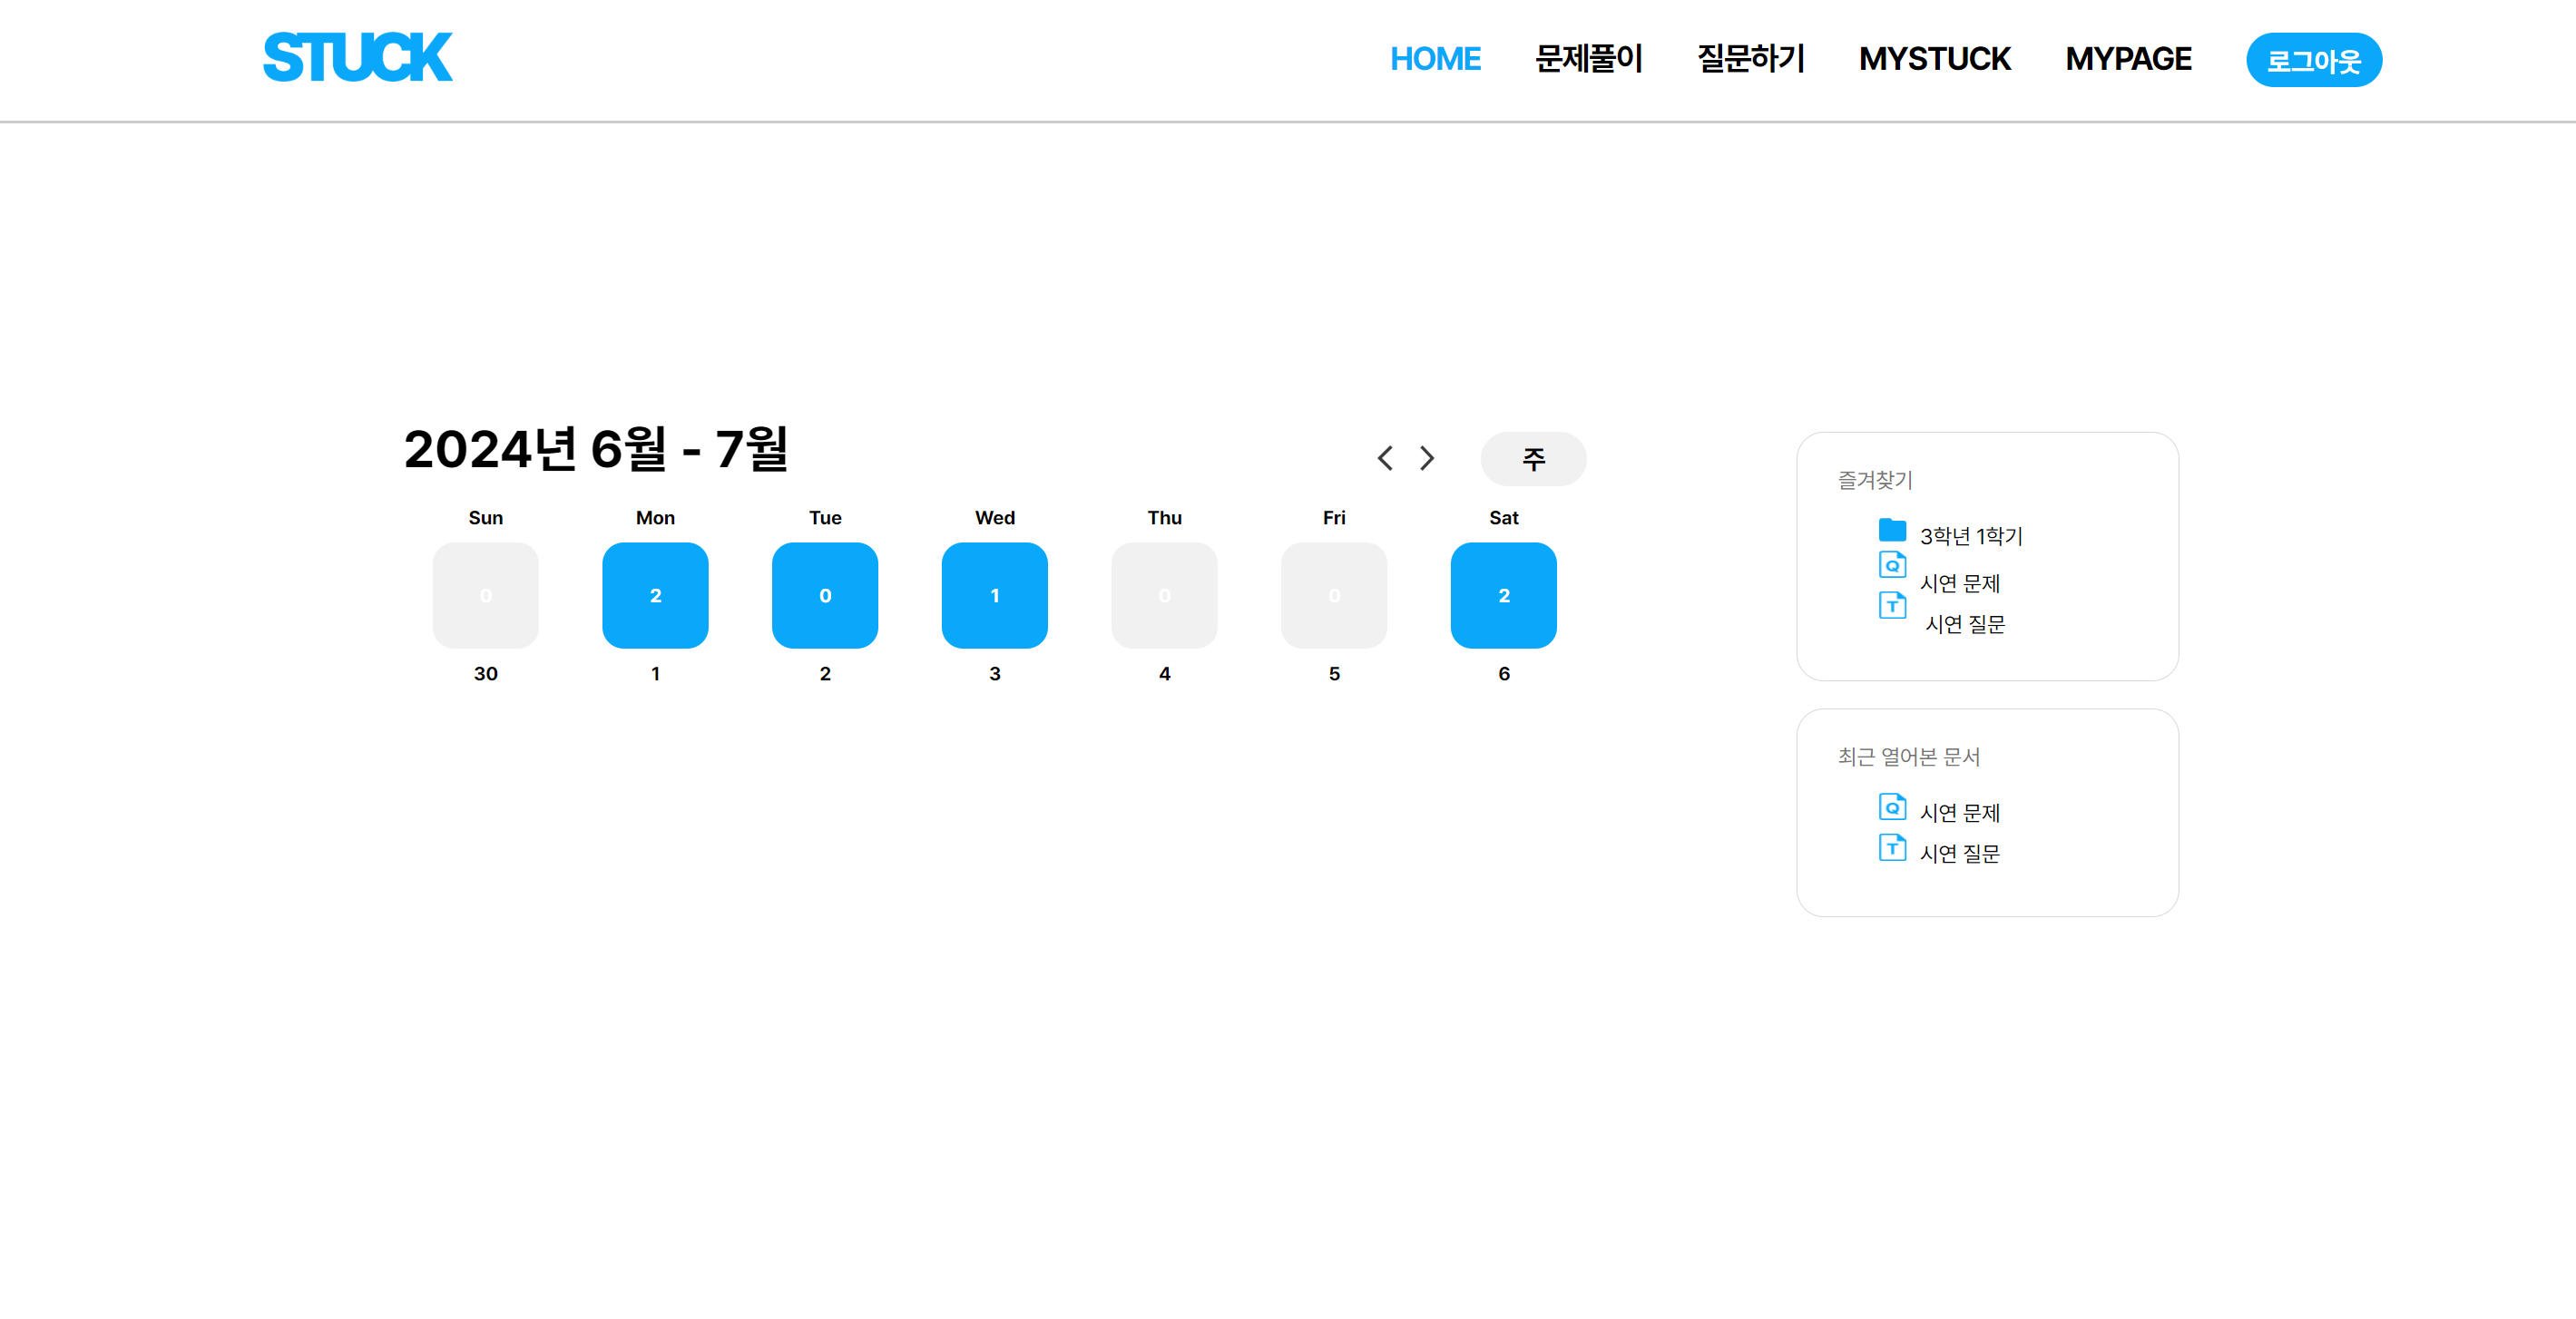 STUCK HOME 문제풀이 질문하기 MYSTUCK MYPAGE 로그아웃
2024년 6월 - 7월
주
Sun Mon Tue Wed Thu Fri Sat
0 2 0 1 0 0 2
30 1 2 3 4 5 6
즐겨찾기
3학년 1학기
Q 시연 문제
T 시연 질문
최근 열어본 문서
Q 시연 문제
T 시연 질문